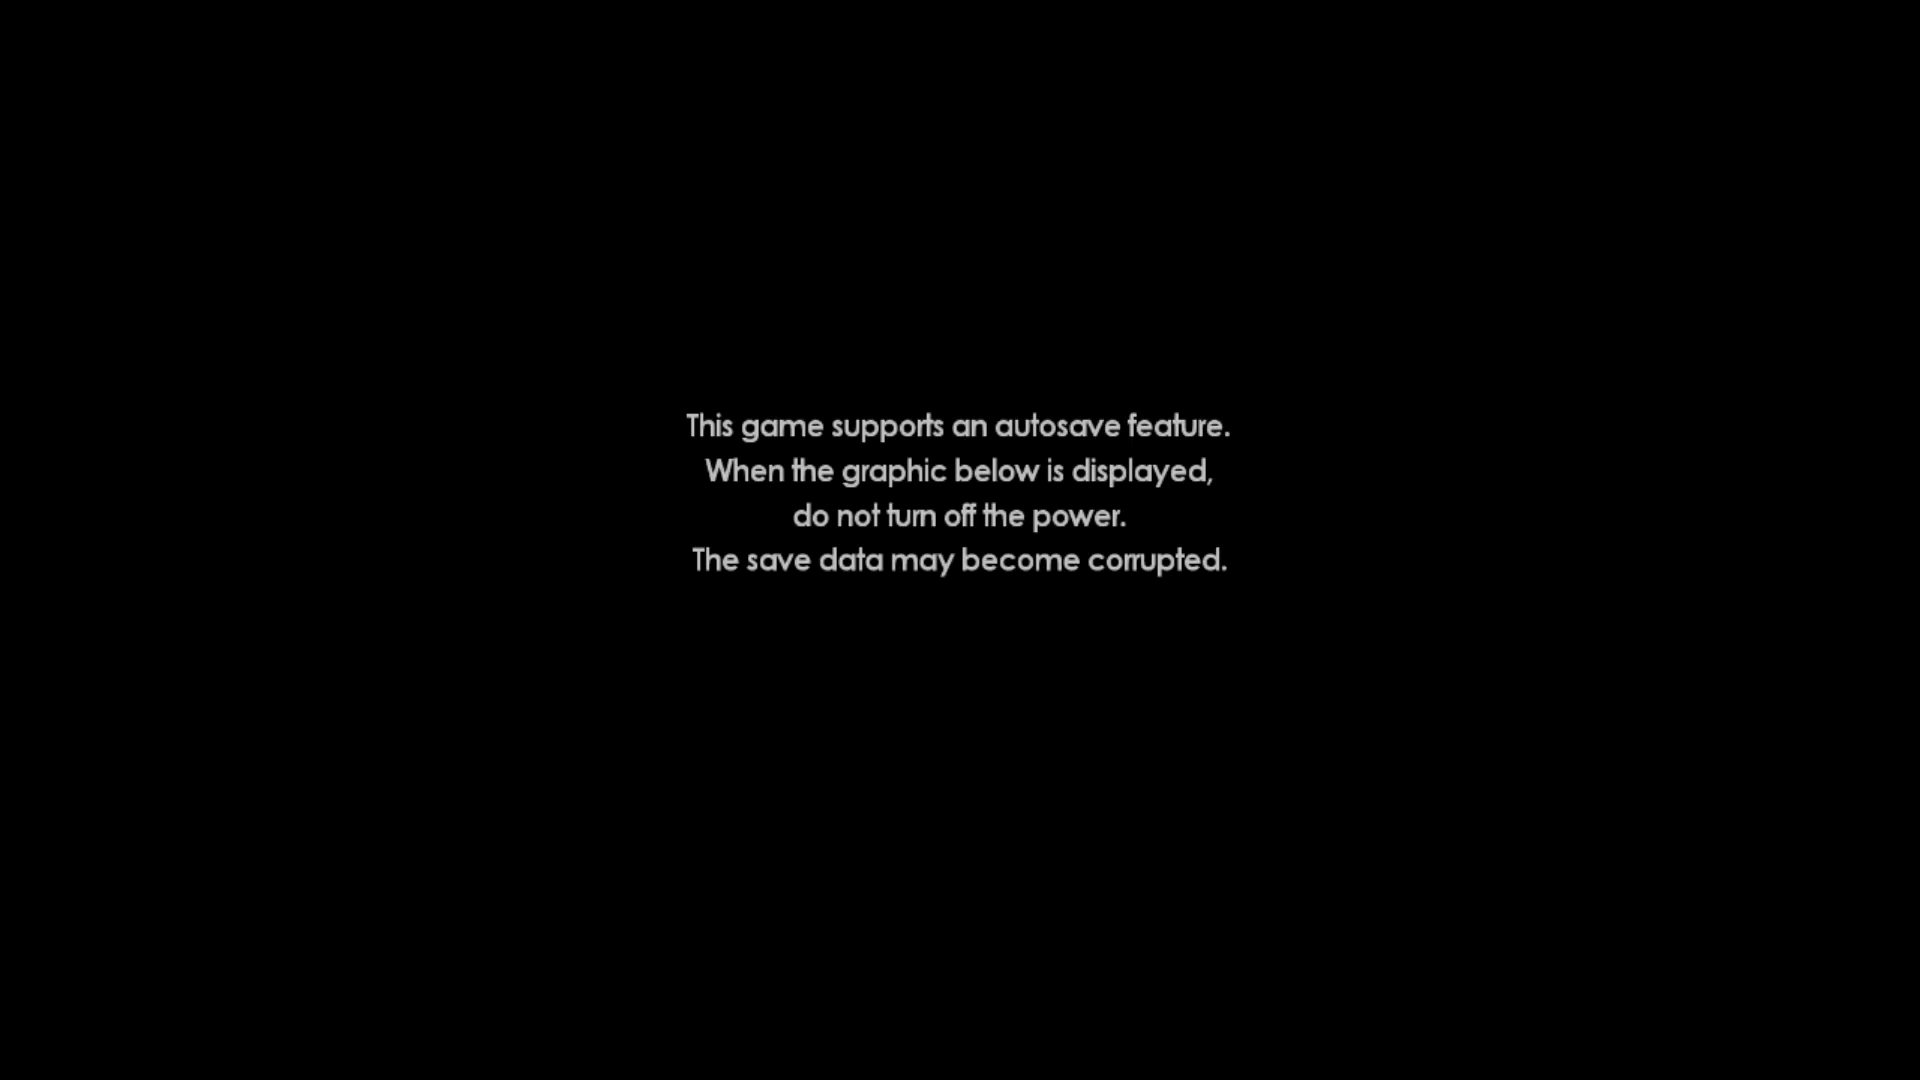 This game supports an autosave feature.
When the graphic below is displayed,
do not turn off the power.
The save data may become corrupted.